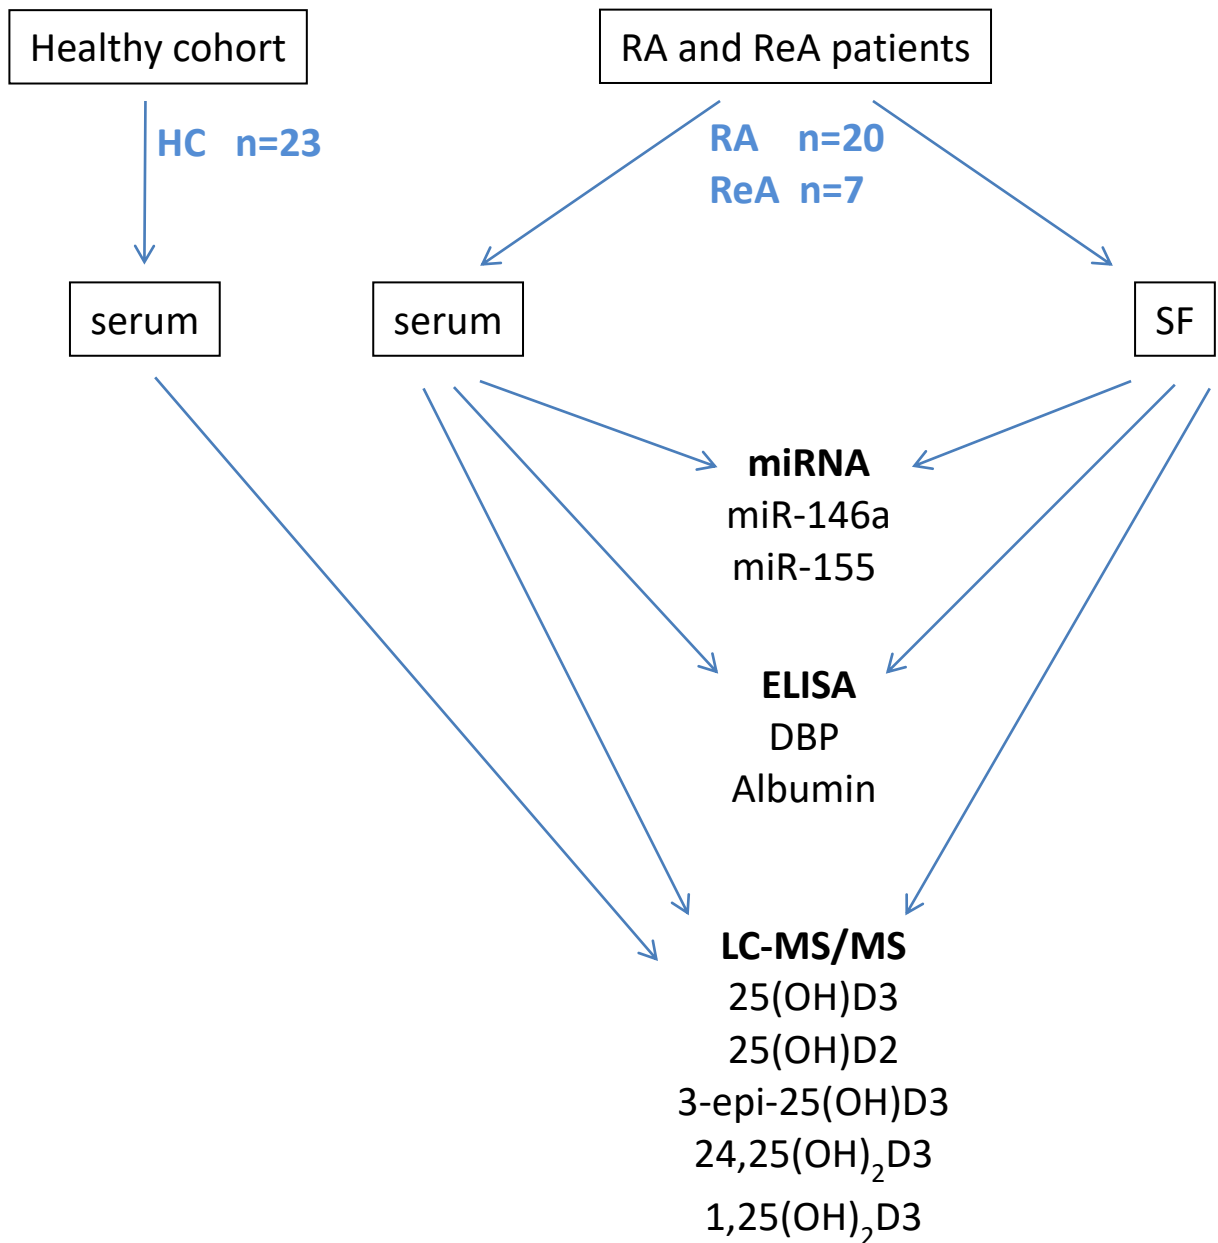 Healthy cohort
RA and ReA patients
HC n=23
RA n=20
ReA n=7
serum
serum
SF
miRNA
miR-146a
miR-155
ELISA
DBP
Albumin
LC-MS/MS
25(OH)D3
25(OH)D2
3-epi-25(OH)D3
24,25(OH)₂D3
1,25(OH)₂D3